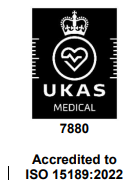 UKAS
MEDICAL
7880
Accredited to
ISO 15189:2022